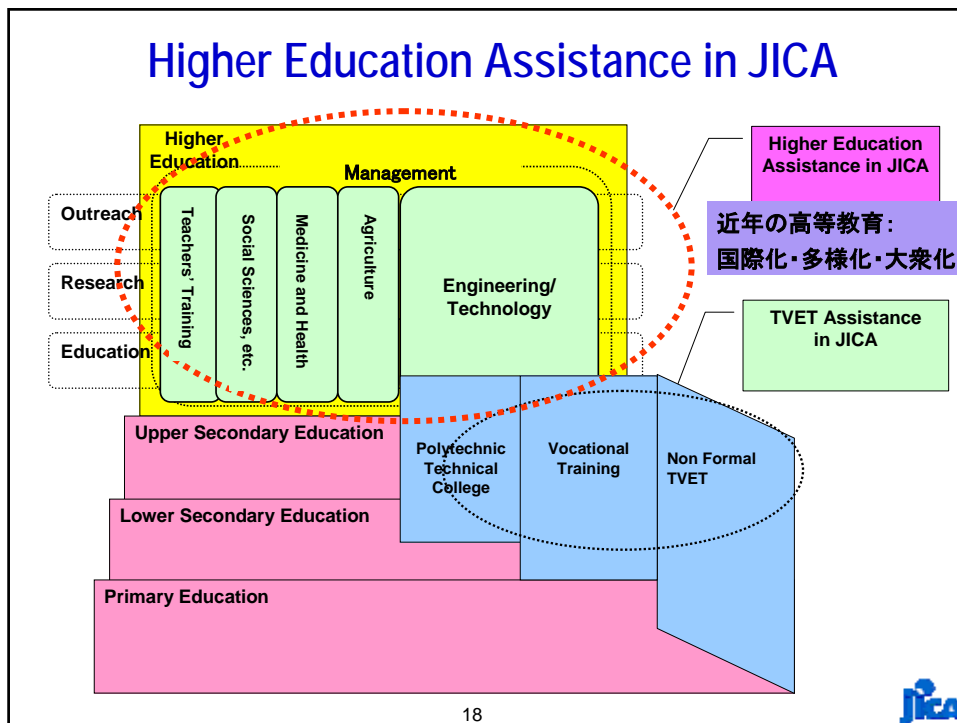 Higher Education Assistance in JICA
Higher
Education
Management
Higher Education
Assistance in JICA
近年の高等教育:
国際化・多様化・大衆化
Outreach
Research
Education
Teachers' Training
Social Sciences, etc.
Medicine and Health
Agriculture
Engineering/
Technology
TVET Assistance
in JICA
Upper Secondary Education
Polytechnic
Technical
College
Vocational
Training
Non Formal
TVET
Lower Secondary Education
Primary Education
18
jica